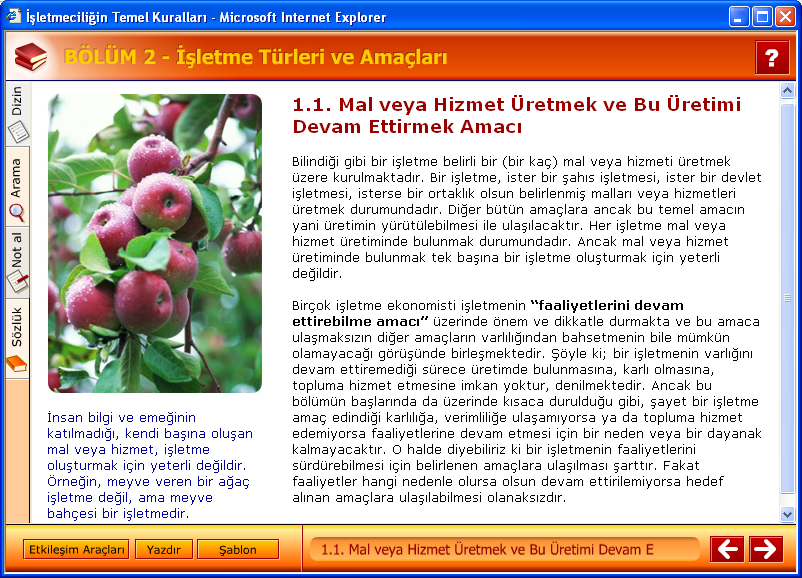 İşletmeciliğin Temel Kuralları - Microsoft Internet Explorer
BÖLÜM 2 - İşletme Türleri ve Amaçları
?
Dizin
Arama
Not al
Sözlük
İnsan bilgi ve emeğinin
katılmadığı, kendi başına oluşan
mal veya hizmet, işletme
oluşturmak için yeterli değildir.
Örneğin, meyve veren bir ağaç
işletme değil, ama meyve
bahçesi bir işletmedir.
1.1. Mal veya Hizmet Üretmek ve Bu Üretimi
Devam Ettirmek Amacı
Bilindiği gibi bir işletme belirli bir (bir kaç) mal veya hizmeti üretmek
üzere kurulmaktadır. Bir işletme, ister bir şahıs işletmesi, ister bir devlet
işletmesi, isterse bir ortaklık olsun belirlenmiş malları veya hizmetleri
üretmek durumundadır. Diğer bütün amaçlara ancak bu temel amacın
yani üretimin yürütülebilmesi ile ulaşılacaktır. Her işletme mal veya
hizmet üretiminde bulunmak durumundadır. Ancak mal veya hizmet
üretiminde bulunmak tek başına bir işletme oluşturmak için yeterli
değildir.
Birçok işletme ekonomisti işletmenin “faaliyetlerini devam
ettirebilme amacı” üzerinde önem ve dikkatle durmakta ve bu amaca
ulaşmaksızın diğer amaçların varlılığından bahsetmenin bile mümkün
olamayacağı görüşünde birleşmektedir. Şöyle ki; bir işletmenin varlığını
devam ettiremediği sürece üretimde bulunmasına, karlı olmasına,
topluma hizmet etmesine imkan yoktur, denilmektedir. Ancak bu
bölümün başlarında da üzerinde kısaca durulduğu gibi, şayet bir işletme
amaç edindiği karlılığa, verimliliğe ulaşamıyorsa ya da topluma hizmet
edemiyorsa faaliyetlerine devam etmesi için bir neden veya bir dayanak
kalmayacaktır. O halde diyebiliriz ki bir işletmenin faaliyetlerini
sürdürebilmesi için belirlenen amaçlara ulaşılması şarttır. Fakat
faaliyetler hangi nedenle olursa olsun devam ettirilemiyorsa hedef
alınan amaçlara ulaşılabilmesi olanaksızdır.
Etkileşim Araçları
Yazdır
Şablon
1.1. Mal veya Hizmet Üretmek ve Bu Üretimi Devam E